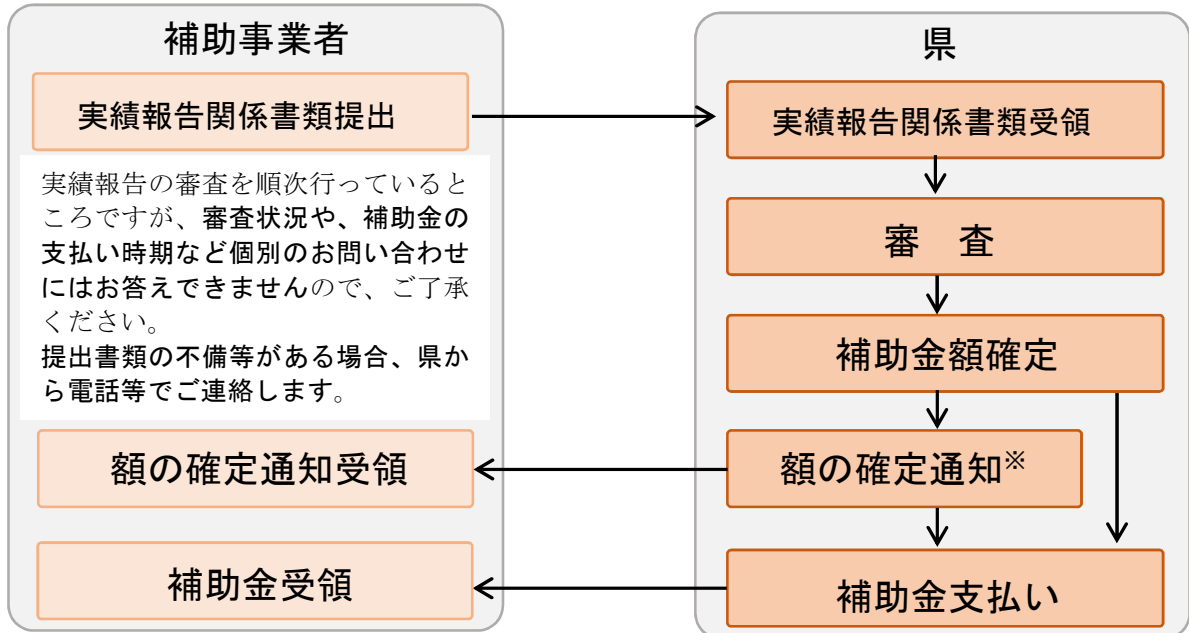 補助事業者
実績報告関係書類提出
実績報告の審査を順次行っていると
ころですが、審査状況や、補助金の
支払い時期など個別のお問い合わせ
にはお答えできませんので、ご了承
ください。
提出書類の不備等がある場合、県か
ら電話等でご連絡します。
額の確定通知受領
補助金受領
県
実績報告関係書類受領
審　査
補助金額確定
額の確定通知※
補助金支払い